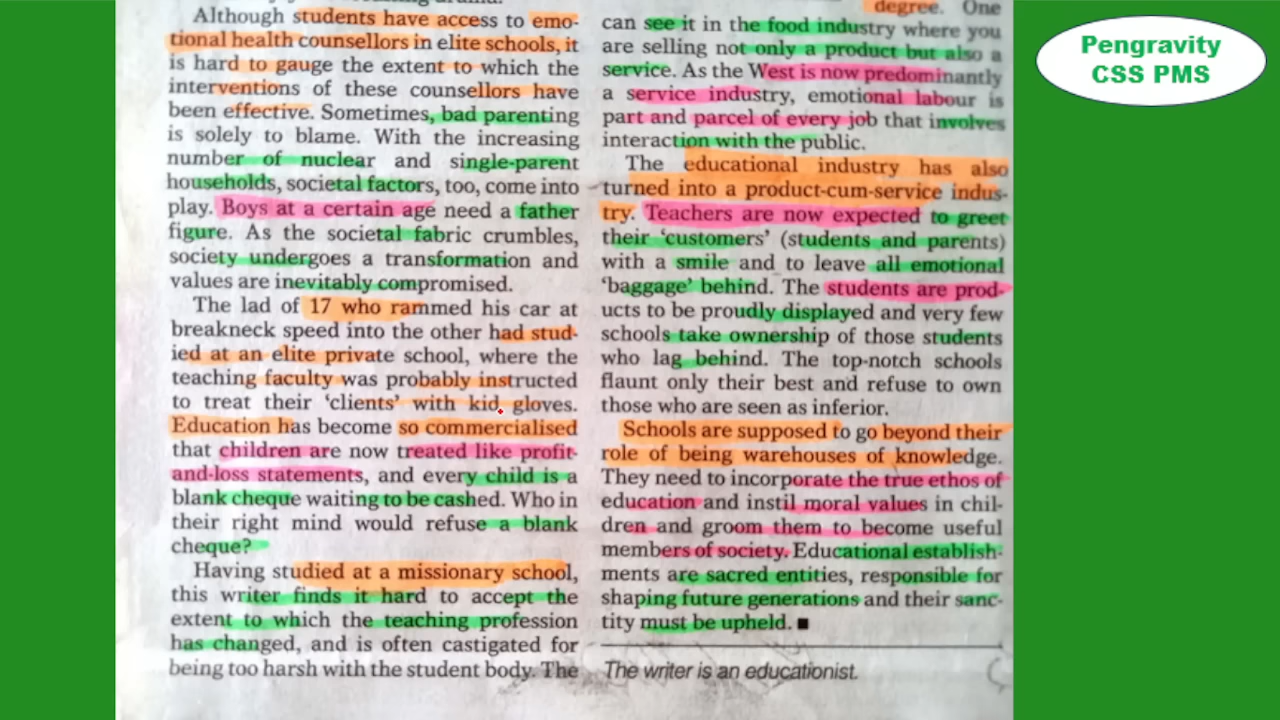 Although students have access to emo-
tional health counsellors in elite schools, it
is hard to gauge the extent to which the
interventions of these counsellors have
been effective. Sometimes, bad parenting
is solely to blame. With the increasing
number of nuclear and single-parent
households, societal factors, too, come into
play. Boys at a certain age need a father
figure. As the societal fabric crumbles,
society undergoes a transformation and
values are inevitably compromised.
The lad of 17 who rammed his car at
breakneck speed into the other had stud-
ied at an elite private school, where the
teaching faculty was probably instructed
to treat their ‘clients’ with kid gloves.
Education has become so commercialised
that children are now treated like profit-
and-loss statements, and every child is a
blank cheque waiting to be cashed. Who in
their right mind would refuse a blank
cheque?
Having studied at a missionary school,
this writer finds it hard to accept the
extent to which the teaching profession
has changed, and is often castigated for
being too harsh with the student body. The
degree. One
can see it in the food industry where you
are selling not only a product but also a
service. As the West is now predominantly
a service industry, emotional labour is
part and parcel of every job that involves
interaction with the public.
The educational industry has also
turned into a product-cum-service indus-
try. Teachers are now expected to greet
their ‘customers’ (students and parents)
with a smile and to leave all emotional
‘baggage’ behind. The students are prod-
ucts to be proudly displayed and very few
schools take ownership of those students
who lag behind. The top-notch schools
flaunt only their best and refuse to own
those who are seen as inferior.
Schools are supposed to go beyond their
role of being warehouses of knowledge.
They need to incorporate the true ethos of
education and instil moral values in chil-
dren and groom them to become useful
members of society. Educational establish-
ments are sacred entities, responsible for
shaping future generations and their sanc-
tity must be upheld. ■
The writer is an educationist.
Pengravity
CSS PMS